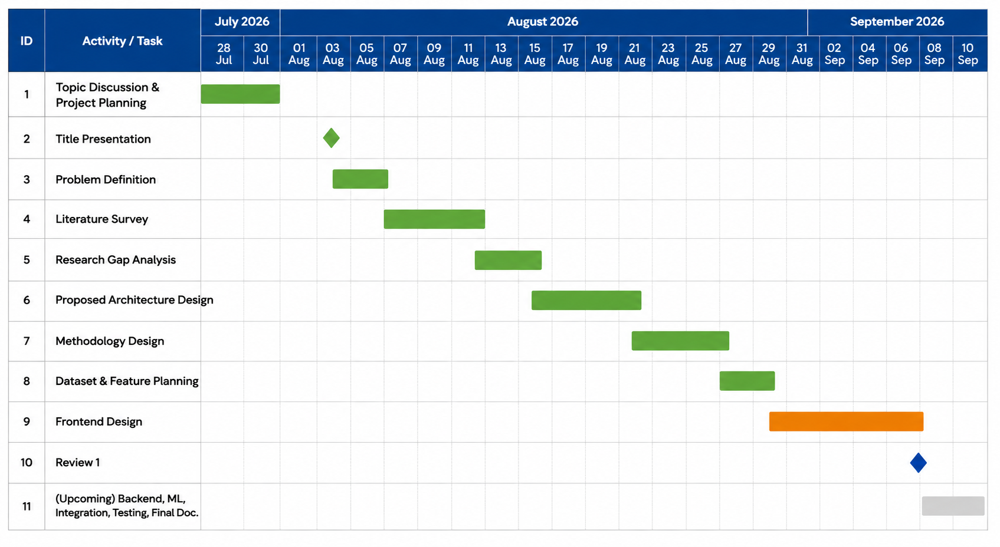 July 2026 August 2026 September 2026
ID Activity / Task
28 30 01 03 05 07 09 11 13 15 17 19 21 23 25 27 29 31 02 04 06 08 10
Jul Jul Aug Aug Aug Aug Aug Aug Aug Aug Aug Aug Aug Aug Aug Aug Aug Aug Sep Sep Sep Sep Sep
1 Topic Discussion &
Project Planning
2 Title Presentation
3 Problem Definition
4 Literature Survey
5 Research Gap Analysis
6 Proposed Architecture Design
7 Methodology Design
8 Dataset & Feature Planning
9 Frontend Design
10 Review 1
11 (Upcoming) Backend, ML,
Integration, Testing, Final Doc.